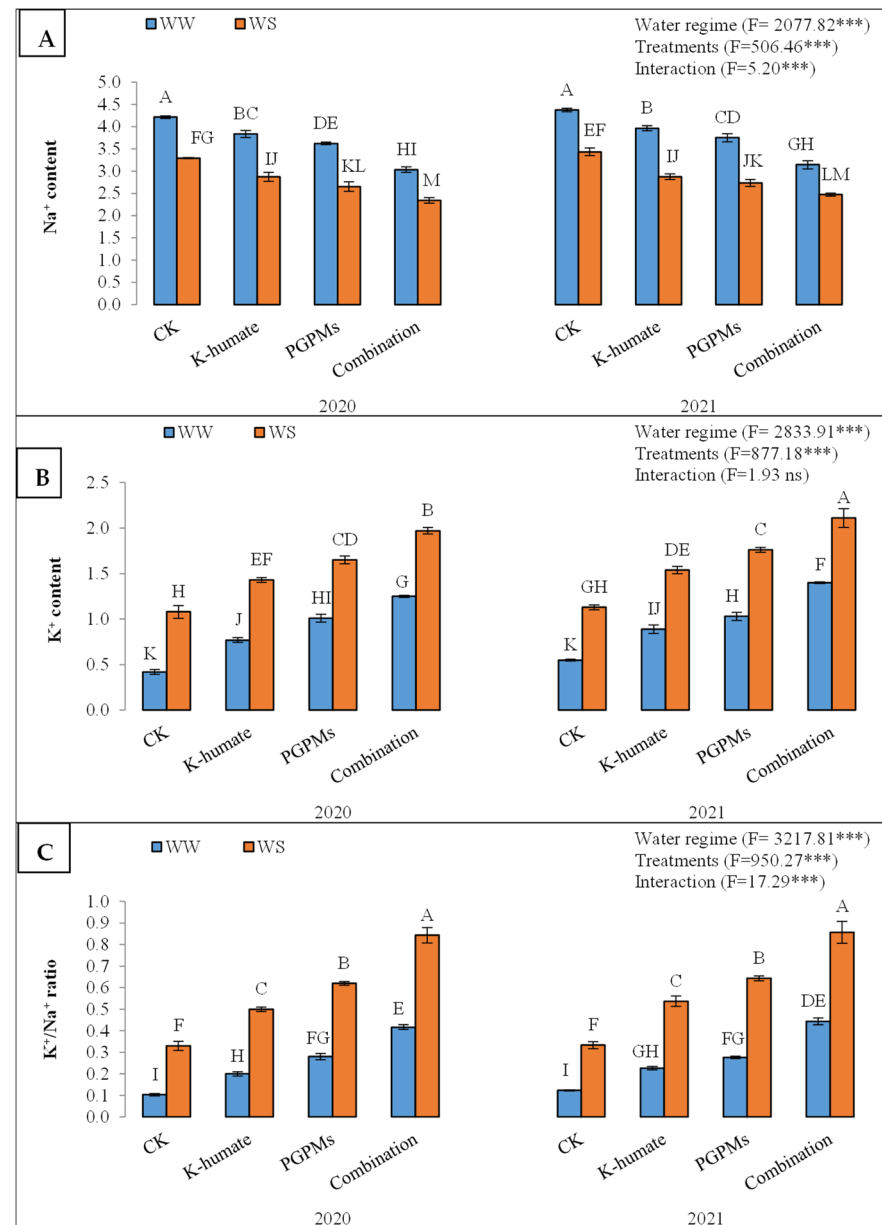 A
WW WS
Water regime (F= 2077.82***)
Treatments (F=506.46***)
Interaction (F=5.20***)
Na⁺ content
5.0
4.5
4.0
3.5
3.0
2.5
2.0
1.5
1.0
0.5
0.0
A FG BC IJ DE KL HI M
A EF B IJ CD JK GH LM
CK K-humate PGPMs Combination
CK K-humate PGPMs Combination
2020 2021
B
WW WS
Water regime (F= 2833.91***)
Treatments (F=877.18***)
Interaction (F=1.93 ns)
K⁺ content
2.5
2.0
1.5
1.0
0.5
0.0
K H J EF HI CD G B
K GH IJ DE H C F A
CK K-humate PGPMs Combination
CK K-humate PGPMs Combination
2020 2021
C
WW WS
Water regime (F= 3217.81***)
Treatments (F=950.27***)
Interaction (F=17.29***)
K⁺/Na⁺ ratio
1.0
0.9
0.8
0.7
0.6
0.5
0.4
0.3
0.2
0.1
0.0
I F H C FG B E A
I F GH C FG B DE A
CK K-humate PGPMs Combination
CK K-humate PGPMs Combination
2020 2021